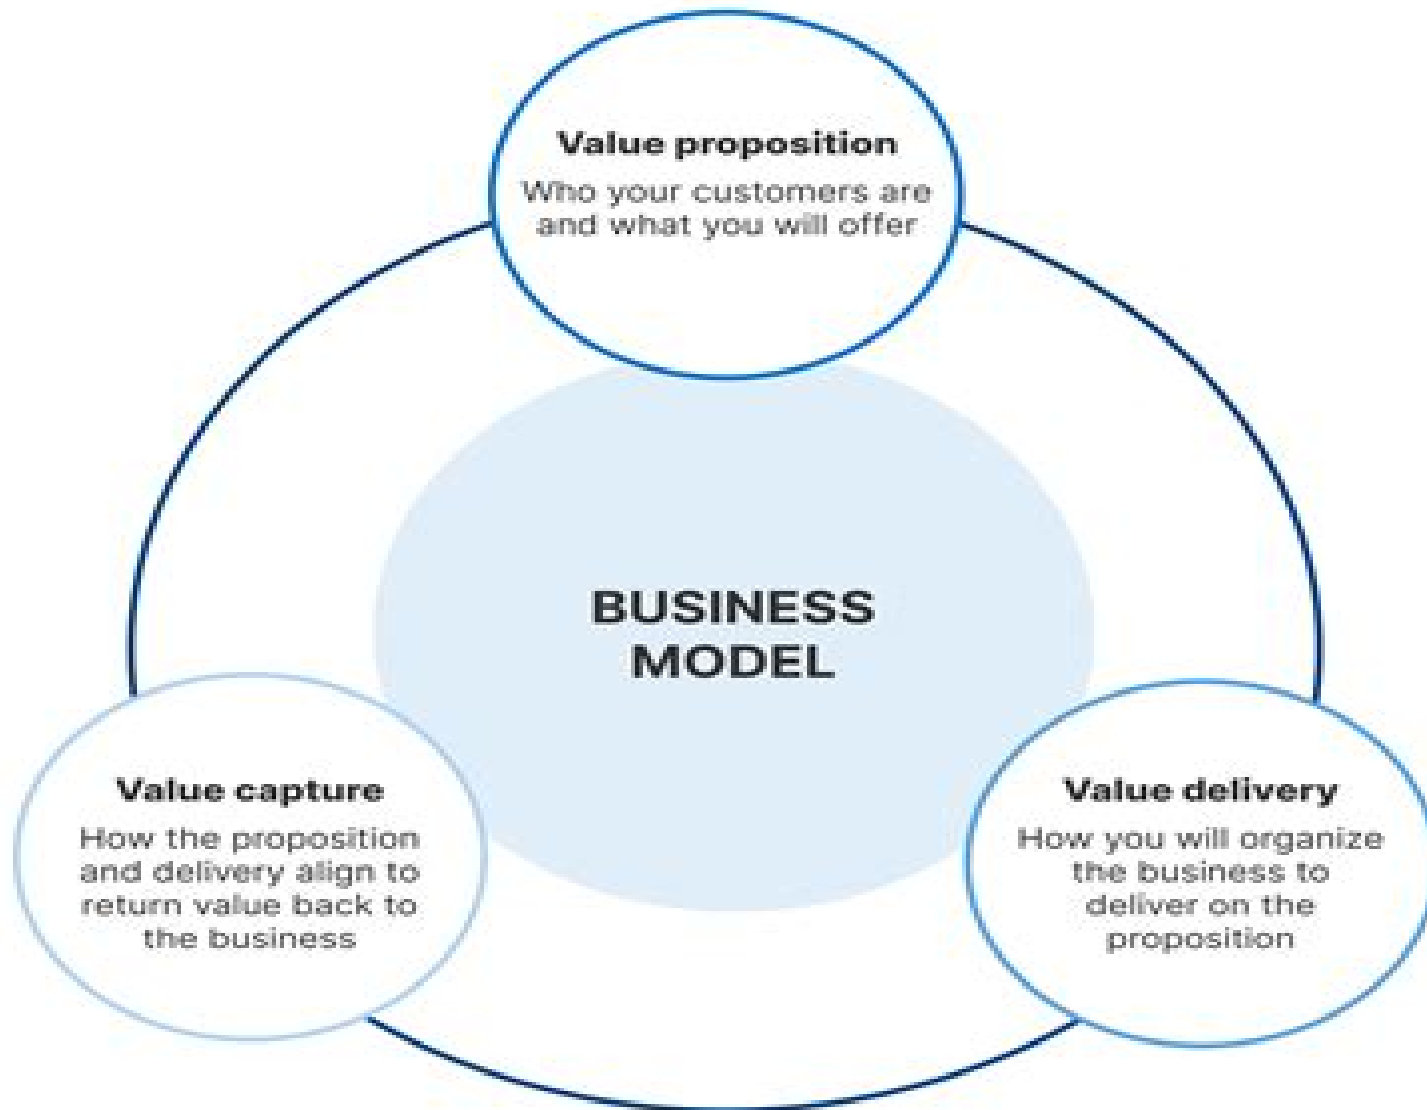 Value proposition
Who your customers are
and what you will offer
BUSINESS
MODEL
Value capture
How the proposition
and delivery align to
return value back to
the business
Value delivery
How you will organize
the business to
deliver on the
proposition